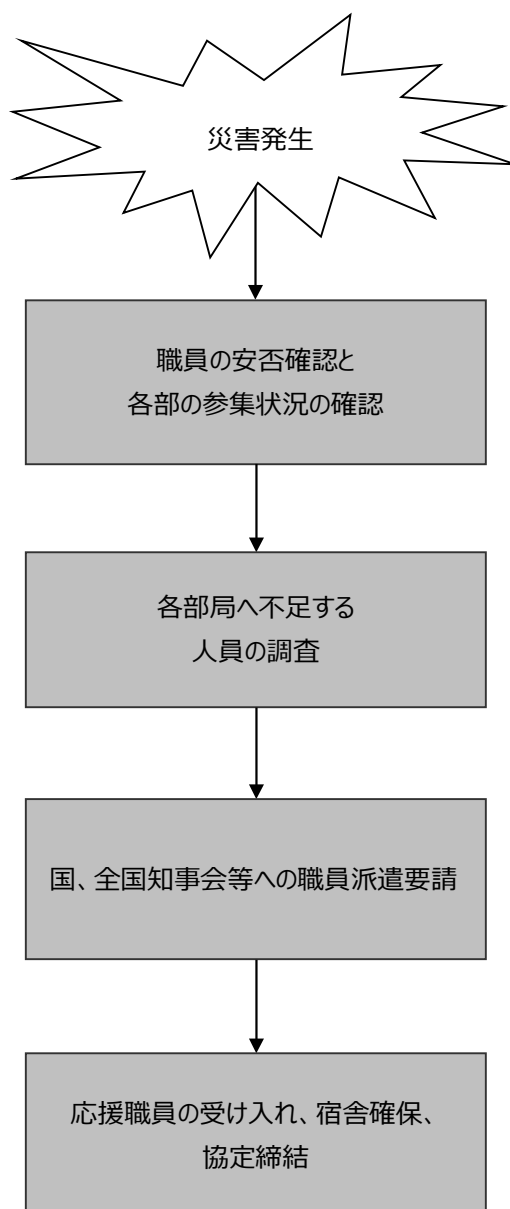 災害発生
職員の安否確認と
各部の参集状況の確認
各部局へ不足する
人員の調査
国、全国知事会等への職員派遣要請
応援職員の受け入れ、宿舎確保、
協定締結